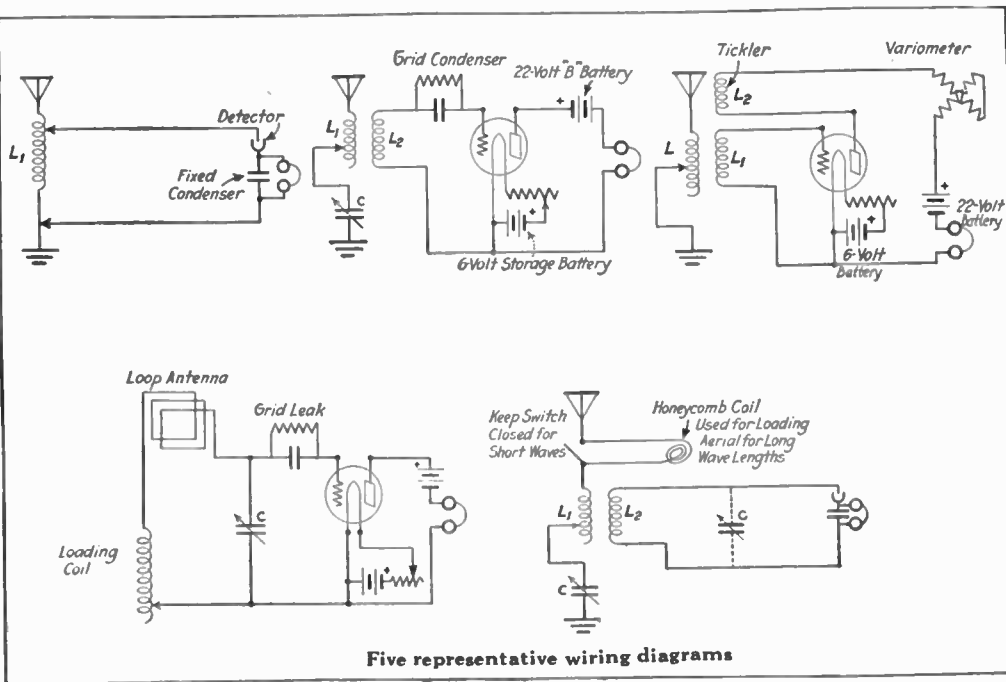 L1
Detector
Fixed
Condenser
Grid Condenser
22-Volt "B" Battery
+
L1
L2
C
+
6-Volt Storage Battery
Tickler
Variometer
L2
L
L1
+
6-Volt
Battery
+
22-Volt
Battery
Loop Antenna
Grid Leak
+
C
Loading
Coil
+
Keep Switch
Closed for
Short Waves
Honeycomb Coil
Used for Loading
Aerial for Long
Wave Lengths
L1
L2
C
C
Five representative wiring diagrams